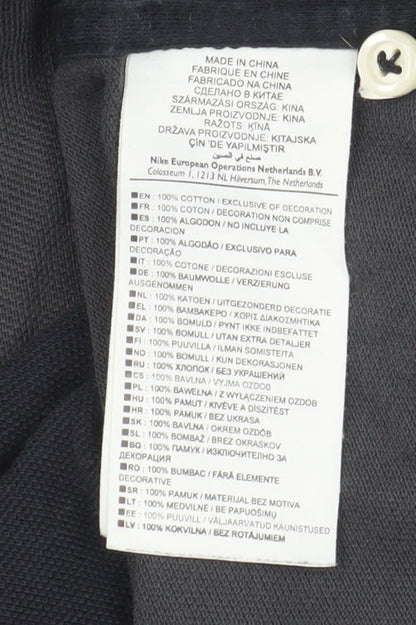 MADE IN CHINA
FABRIQUE EN CHINE
FABRICADO NA CHINA
СДЕЛАНО В КИТАЕ
SZÁRMAZÁSI ORSZÁG: KINA
ZEMLJA PROIZVODNJE: KINA
RAŽOTS: ĶĪNĀ
DRŽAVA PROIZVODNJE: KITAJSKA
ÇİN 'DE YAPILMIŞTIR
صنع في الصين
Nike European Operations Netherlands B.V.
Colosseum 1, 1213 NL Hilversum, The Netherlands
EN : 100% COTTON / EXCLUSIVE OF DECORATION
FR : 100% COTON / DECORATION NON COMPRISE
ES : 100% ALGODON / NO INCLUYE LA
DECORACION
PT : 100% ALGODÃO / EXCLUSIVO PARA
DECORAÇÃO
IT : 100% COTONE / DECORAZIONI ESCLUSE
DE : 100% BAUMWOLLE / VERZIERUNG
AUSGENOMMEN
NL : 100% KATOEN / UITGEZONDERD DECORATIE
EL : 100% ΒΑΜΒΑΚΕΡΟ / ΧΩΡΙΣ ΔΙΑΚΟΣΜΗΤΙΚΑ
DA : 100% BOMULD / PYNT IKKE INDBEFATTET
SV : 100% BOMULL / UTAN EXTRA DETALJER
FI : 100% PUUVILLA / ILMAN SOMISTEITA
NO : 100% BOMULL / KUN DEKORASJONEN
RU : 100% ХЛОПОК / БЕЗ УКРАШЕНИЙ
CS : 100% BAVLNA / VYJMA OZDOB
PL : 100% BAWEŁNA / Z WYŁĄCZENIEM OZDÓB
HU : 100% PAMUT / KIVÉVE A DÍSZÍTÉST
HR : 100% PAMUK / BEZ UKRASA
SK : 100% BAVLNA / OKREM OZDÔB
SL : 100% BOMBAŽ / BREZ OKRASKOV
BG : 100% ПАМУК / ИЗКЛЮЧИТЕЛНО ЗА
ДЕКОРАЦИЯ
RO : 100% BUMBAC / FĂRĂ ELEMENTE
DECORATIVE
SR : 100% PAMUK / MATERIJAL BEZ MOTIVA
LT : 100% MEDVILNĖ / BE PAPUOŠIMŲ
EE : 100% PUUVILL / VÄLJAARVATUD KAUNISTUSED
LV : 100% KOKVILNA / BEZ ROTĀJUMIEM